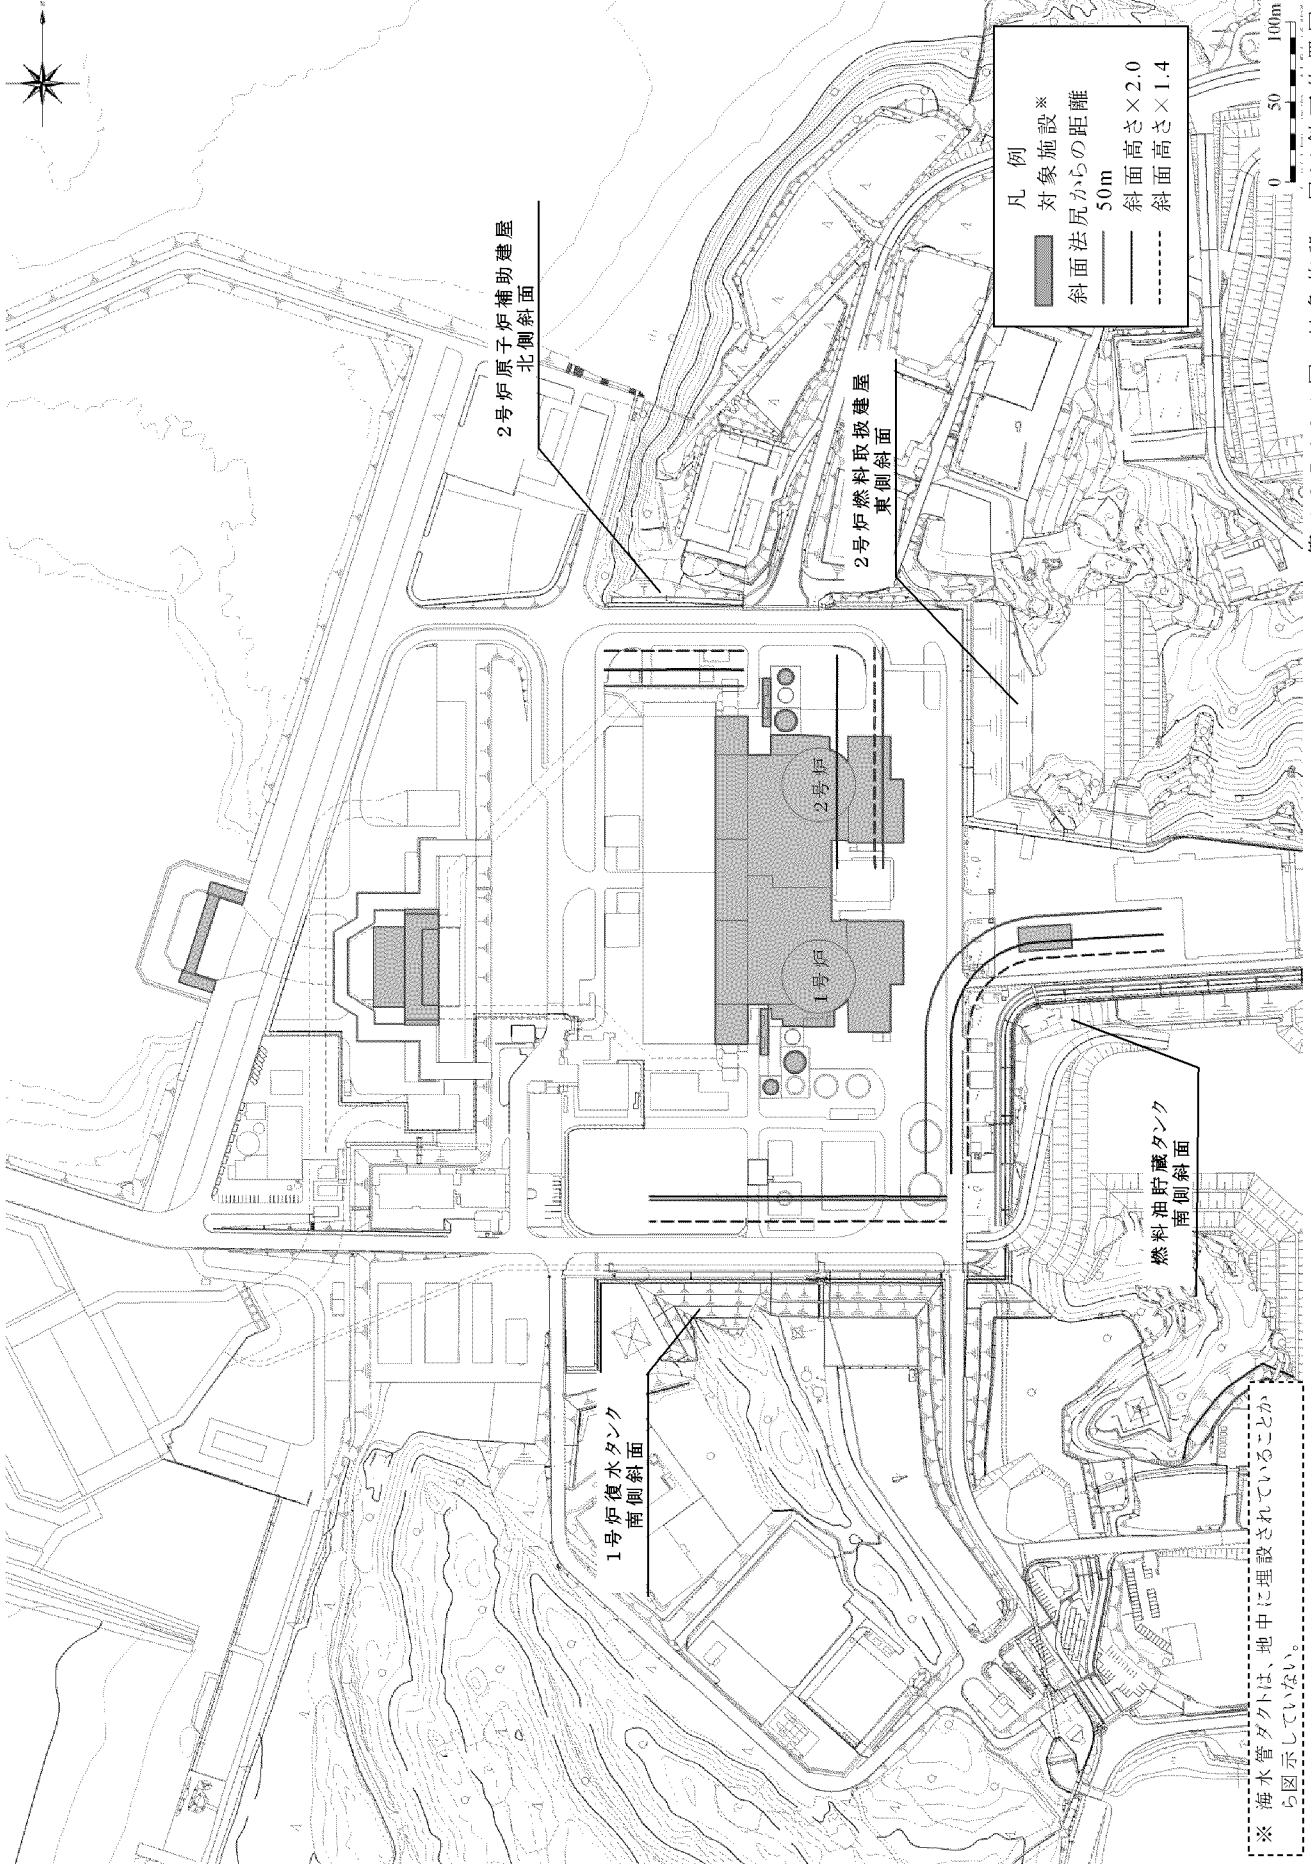 2号炉原子炉補助建屋
北側斜面
2号炉燃料取扱建屋
東側斜面
凡 例
対象施設※
斜面法尻からの距離
50m
斜面高さ×2.0
斜面高さ×1.4
0 50 100m
2号炉
1号炉
燃料油貯蔵タンク
南側斜面
1号炉復水タンク
南側斜面
※ 海水管ダクトは、地中に埋設されていることか
ら図示していない。